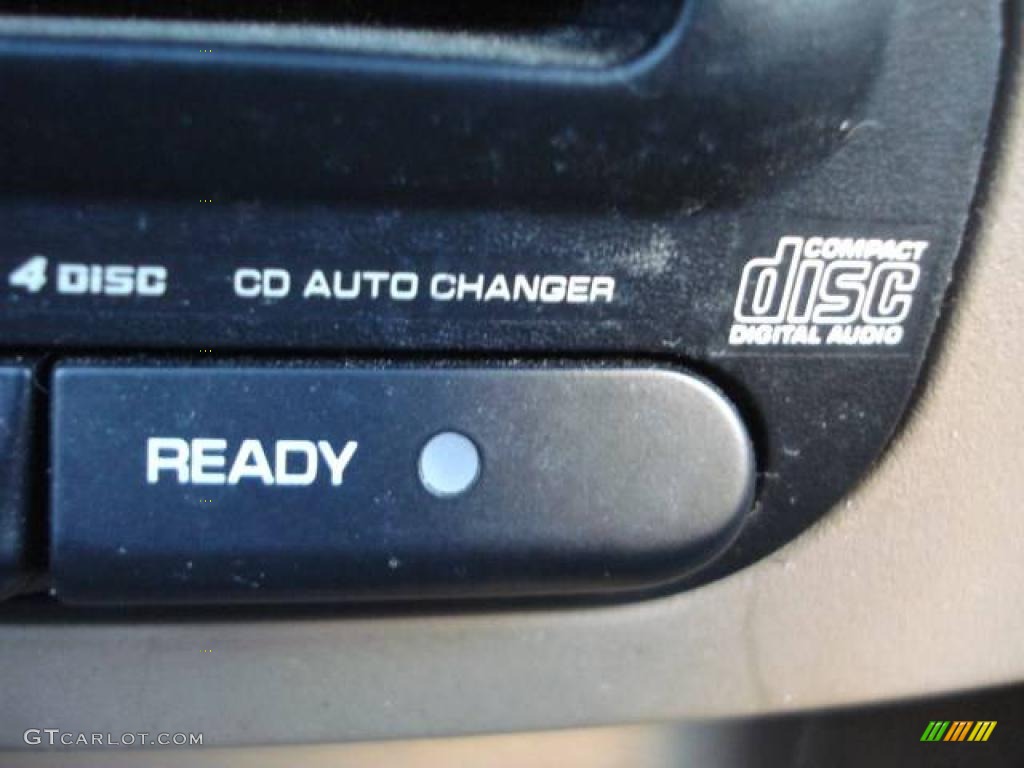 4 DISC CD AUTO CHANGER
COMPACT
disc
DIGITAL AUDIO
READY
GTCARLOT.COM